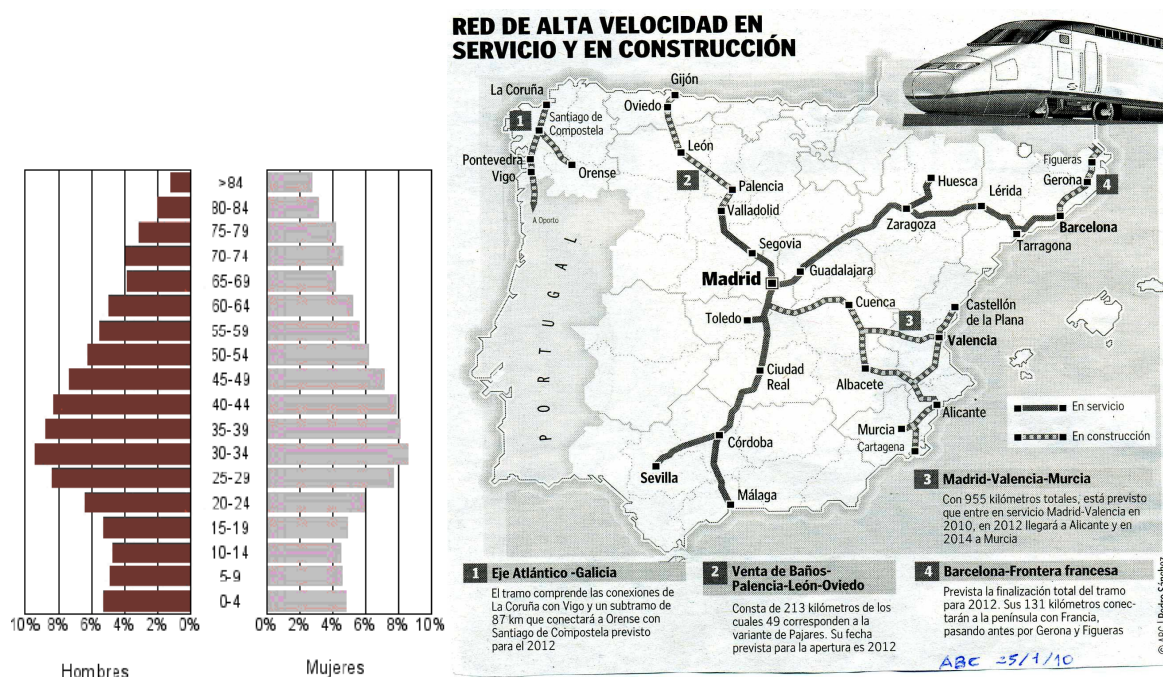 >84
80-84
75-79
70-74
65-69
60-64
55-59
50-54
45-49
40-44
35-39
30-34
25-29
20-24
15-19
10-14
5-9
0-4
10% 8% 6% 4% 2% 0%
0% 2% 4% 6% 8% 10%
Hombres
Mujeres
RED DE ALTA VELOCIDAD EN
SERVICIO Y EN CONSTRUCCIÓN
Gijón
La Coruña
Oviedo
1
Santiago de
Compostela
León
Pontevedra
Vigo
Orense
2
Palencia
Valladolid
A Oporto
Segovia
Huesca
Lérida
Figueras
Gerona
4
Barcelona
Zaragoza
Tarragona
Madrid
Guadalajara
PORTUGAL
Toledo
Cuenca
Castellón
de la Plana
3
Valencia
Ciudad
Real
Albacete
Alicante
Murcia
Cartagena
Córdoba
Sevilla
Málaga
En servicio
En construcción
3 Madrid-Valencia-Murcia
Con 955 kilómetros totales, está previsto
que entre en servicio Madrid-Valencia en
2010, en 2012 llegará a Alicante y en
2014 a Murcia
1 Eje Atlántico -Galicia
El tramo comprende las conexiones de
La Coruña con Vigo y un subtramo de
87 km que conectará a Orense con
Santiago de Compostela previsto
para el 2012
2 Venta de Baños-
Palencia-León-Oviedo
Consta de 213 kilómetros de los
cuales 49 corresponden a la
variante de Pajares. Su fecha
prevista para la apertura es 2012
4 Barcelona-Frontera francesa
Prevista la finalización total del tramo
para 2012. Sus 131 kilómetros conec-
tarán a la península con Francia,
pasando antes por Gerona y Figueras
© ABC | Pedro Sánchez
ABC 25/1/10